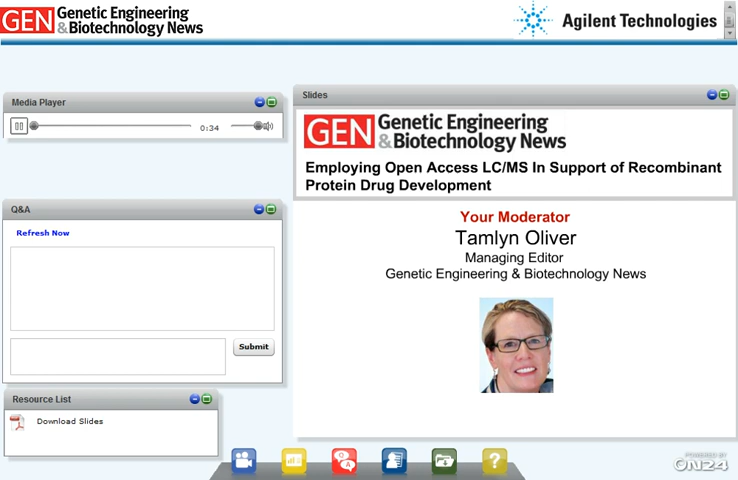 GEN Genetic Engineering
& Biotechnology News
Agilent Technologies
Media Player
0:34
Q&A
Refresh Now
Submit
Resource List
Download Slides
Slides
GEN Genetic Engineering
& Biotechnology News
Employing Open Access LC/MS In Support of Recombinant
Protein Drug Development
Your Moderator
Tamlyn Oliver
Managing Editor
Genetic Engineering & Biotechnology News
Q
A
?
POWERED BY
ON24